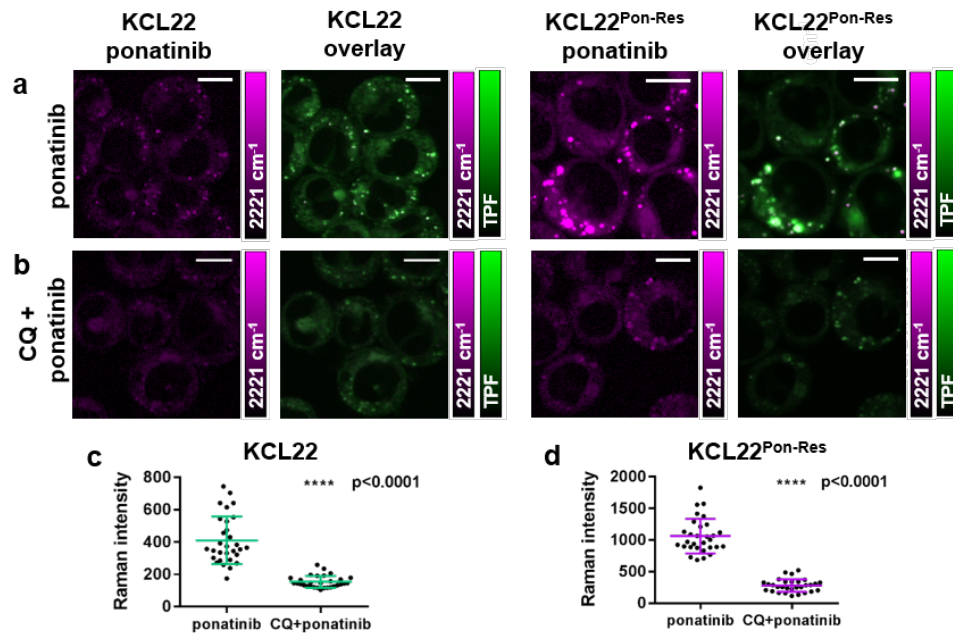 KCL22
ponatinib
KCL22
overlay
KCL22Pon-Res
ponatinib
KCL22Pon-Res
overlay
a
ponatinib
2221 cm-1
2221 cm-1
TPF
2221 cm-1
2221 cm-1
TPF
b
CQ +
ponatinib
2221 cm-1
2221 cm-1
TPF
2221 cm-1
2221 cm-1
TPF
c
KCL22
**** p<0.0001
Raman intensity
800
600
400
200
0
ponatinib CQ+ponatinib
d
KCL22Pon-Res
**** p<0.0001
Raman intensity
2000
1500
1000
500
0
ponatinib CQ+ponatinib